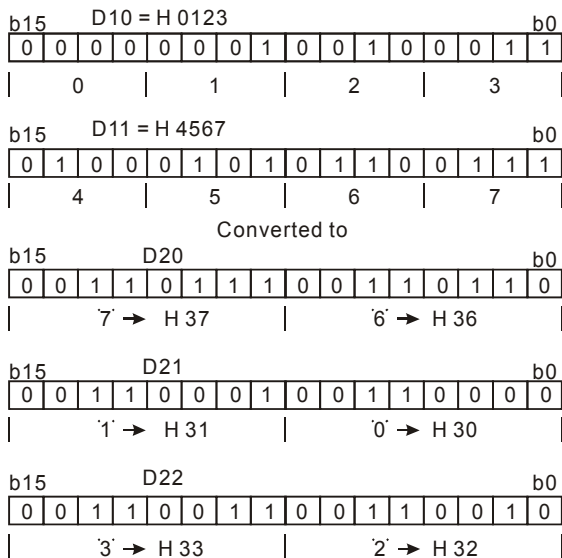 b15 D10 = H 0123 b0
0 0 0 0 0 0 0 1 0 0 1 0 0 0 1 1
0 1 2 3
b15 D11 = H 4567 b0
0 1 0 0 0 1 0 1 0 1 1 0 0 1 1 1
4 5 6 7
Converted to
b15 D20 b0
0 0 1 1 0 1 1 1 0 0 1 1 0 1 1 0
'7' → H 37 '6' → H 36
b15 D21 b0
0 0 1 1 0 0 0 1 0 0 1 1 0 0 0 0
'1' → H 31 '0' → H 30
b15 D22 b0
0 0 1 1 0 0 1 1 0 0 1 1 0 0 1 0
'3' → H 33 '2' → H 32